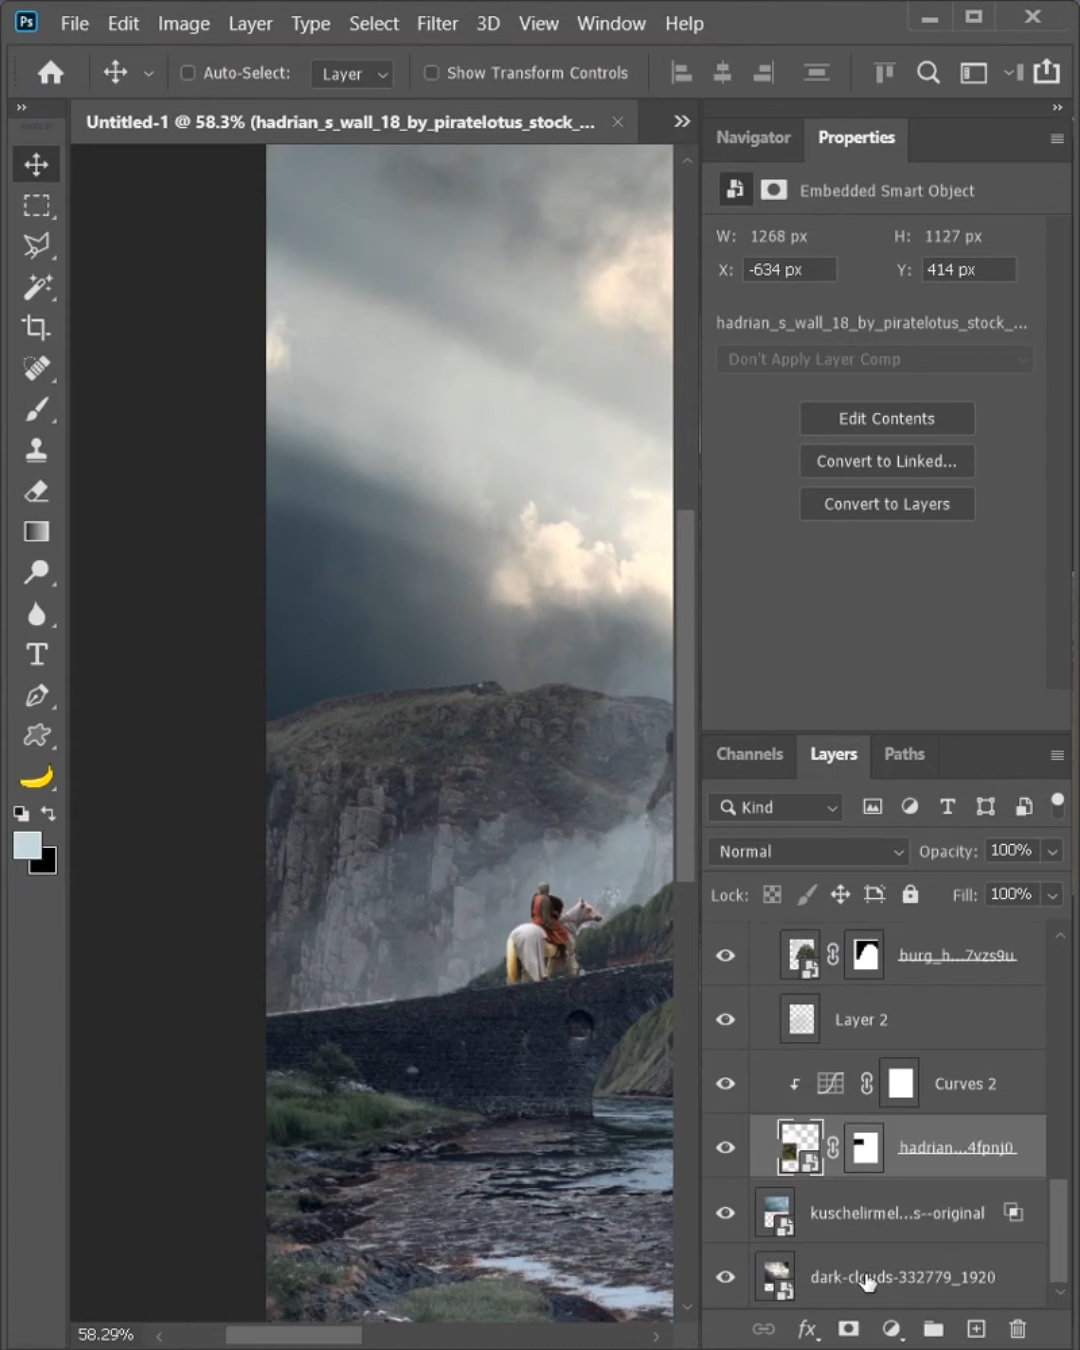 Ps File Edit Image Layer Type Select Filter 3D View Window Help
Auto-Select: Layer Show Transform Controls
Untitled-1 @ 58.3% (hadrian_s_wall_18_by_piratelotus_stock_...
Navigator Properties
Embedded Smart Object
W: 1268 px H: 1127 px
X: -634 px Y: 414 px
hadrian_s_wall_18_by_piratelotus_stock_...
Don't Apply Layer Comp
Edit Contents
Convert to Linked...
Convert to Layers
Channels Layers Paths
Kind
Normal Opacity: 100%
Lock: Fill: 100%
burg_h...7vzs9u
Layer 2
Curves 2
hadrian...4fpnj0
kuschelirmel...s--original
dark-clouds-332779_1920
58.29%
fx